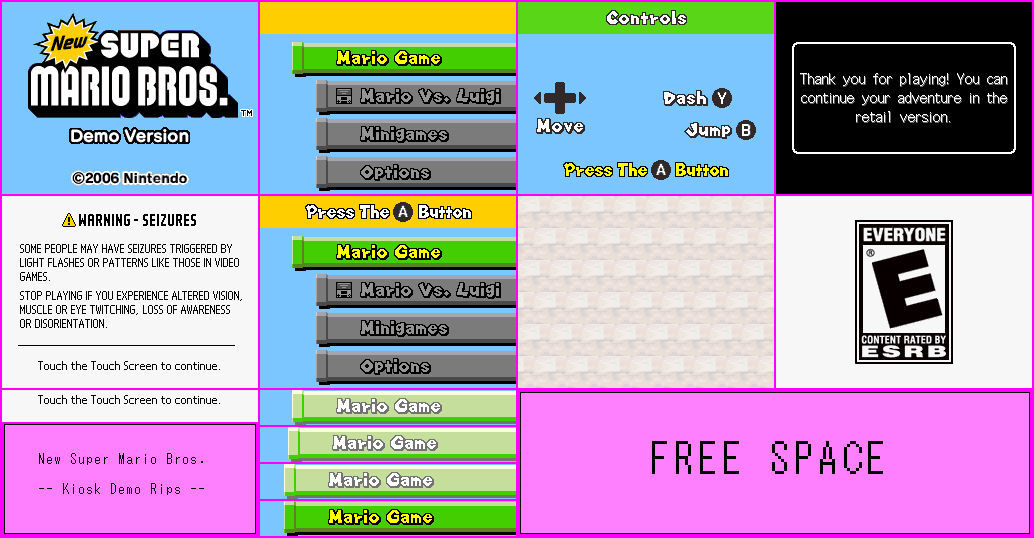 New SUPER
MARIO BROS.™
Demo Version
©2006 Nintendo
Mario Game
Mario Vs. Luigi
Minigames
Options
Controls
Move
Dash Y
Jump B
Press The A Button
Thank you for playing! You can
continue your adventure in the
retail version.
WARNING - SEIZURES
SOME PEOPLE MAY HAVE SEIZURES TRIGGERED BY
LIGHT FLASHES OR PATTERNS LIKE THOSE IN VIDEO
GAMES.
STOP PLAYING IF YOU EXPERIENCE ALTERED VISION,
MUSCLE OR EYE TWITCHING, LOSS OF AWARENESS
OR DISORIENTATION.
Touch the Touch Screen to continue.
Press The A Button
Mario Game
Mario Vs. Luigi
Minigames
Options
EVERYONE
®
E
CONTENT RATED BY
ESRB
Touch the Touch Screen to continue.
New Super Mario Bros.
-- Kiosk Demo Rips --
Mario Game
Mario Game
Mario Game
Mario Game
FREE SPACE